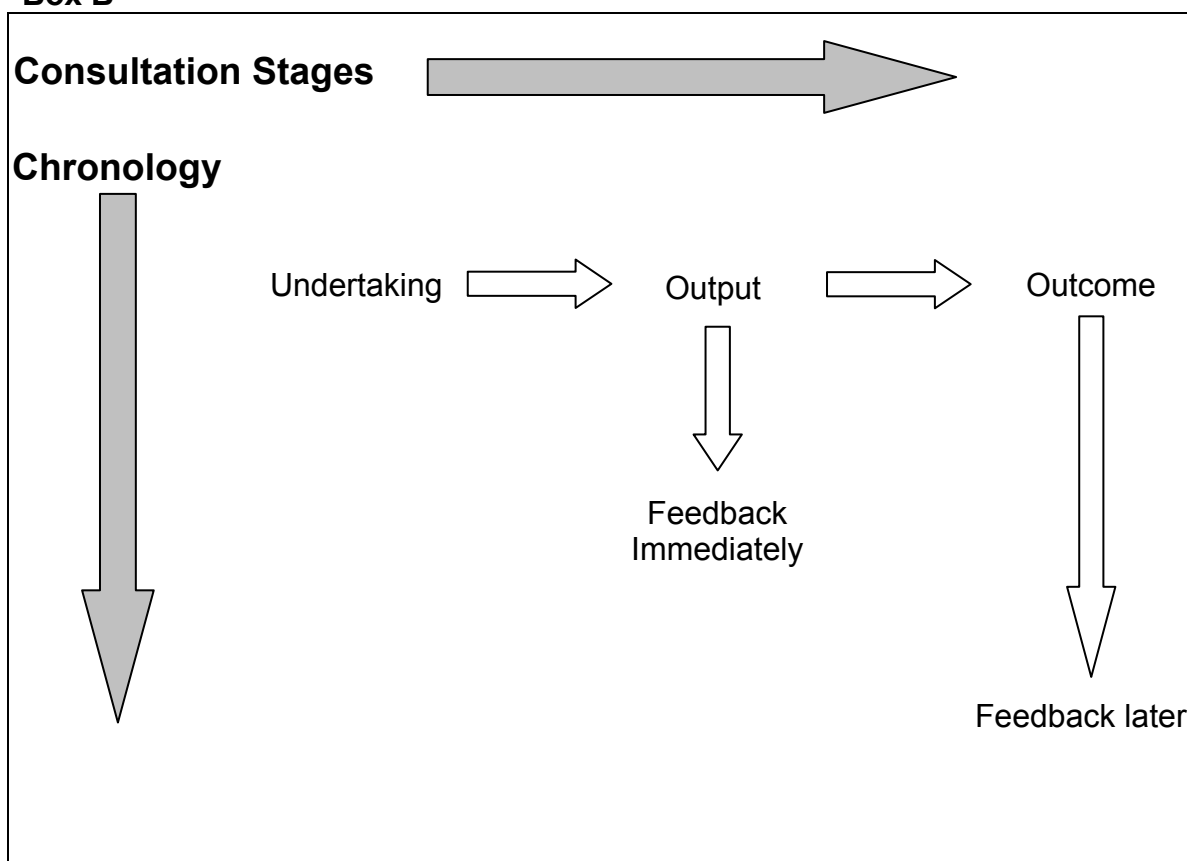 Box B
Consultation Stages
Chronology
Undertaking
Output
Outcome
Feedback
Immediately
Feedback later